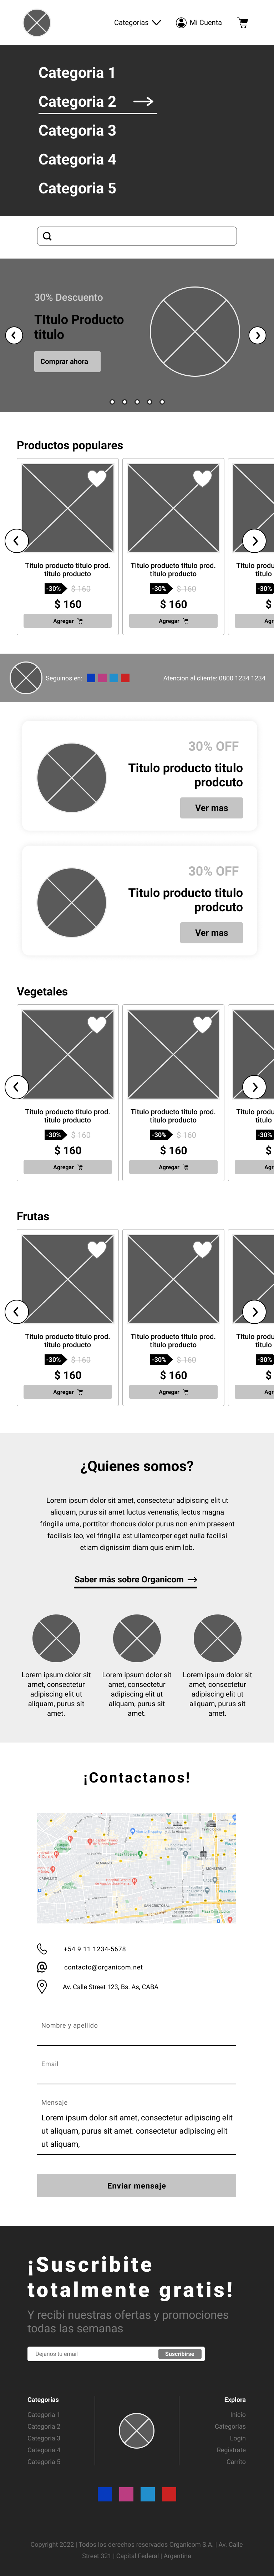 Categorias
Mi Cuenta
Categoria 1
Categoria 2
Categoria 3
Categoria 4
Categoria 5
30% Descuento
TItulo Producto
titulo
Comprar ahora
Productos populares
Titulo producto titulo prod.
titulo producto
-30% $ 160
$ 160
Agregar
Titulo producto titulo prod.
titulo producto
-30% $ 160
$ 160
Agregar
Titulo produ
titulo
-30%
$
Agr
Seguinos en:
Atencion al cliente: 0800 1234 1234
30% OFF
Titulo producto titulo
prodcuto
Ver mas
30% OFF
Titulo producto titulo
prodcuto
Ver mas
Vegetales
Titulo producto titulo prod.
titulo producto
-30% $ 160
$ 160
Agregar
Titulo producto titulo prod.
titulo producto
-30% $ 160
$ 160
Agregar
Titulo produ
titulo
-30%
$
Agr
Frutas
Titulo producto titulo prod.
titulo producto
-30% $ 160
$ 160
Agregar
Titulo producto titulo prod.
titulo producto
-30% $ 160
$ 160
Agregar
Titulo produ
titulo
-30%
$
Agr
¿Quienes somos?
Lorem ipsum dolor sit amet, consectetur adipiscing elit ut
aliquam, purus sit amet luctus venenatis, lectus magna
fringilla urna, porttitor rhoncus dolor purus non enim praesent
facilisis leo, vel fringilla est ullamcorper eget nulla facilisi
etiam dignissim diam quis enim lob.
Saber más sobre Organicom
Lorem ipsum dolor sit
amet, consectetur
adipiscing elit ut
aliquam, purus sit
amet.
Lorem ipsum dolor sit
amet, consectetur
adipiscing elit ut
aliquam, purus sit
amet.
Lorem ipsum dolor sit
amet, consectetur
adipiscing elit ut
aliquam, purus sit
amet.
¡Contactanos!
+54 9 11 1234-5678
contacto@organicom.net
Av. Calle Street 123, Bs. As, CABA
Nombre y apellido
Email
Mensaje
Lorem ipsum dolor sit amet, consectetur adipiscing elit
ut aliquam, purus sit amet. consectetur adipiscing elit
ut aliquam,
Enviar mensaje
¡Suscribite
totalmente gratis!
Y recibi nuestras ofertas y promociones
todas las semanas
Dejanos tu email!
Suscribirse
Categorias
Categoria 1
Categoria 2
Categoria 3
Categoria 4
Categoria 5
Explora
Inicio
Categorias
Login
Registrate
Carrito
Copyright 2022 | Todos los derechos reservados Organicom S.A. | Av. Calle
Street 321 | Capital Federal | Argentina